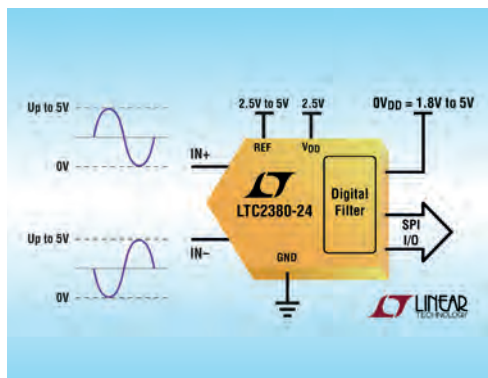 Up to 5V
0V
IN+
2.5V to 5V
2.5V
0VDD = 1.8V to 5V
REF
VDD
LTC2380-24
Digital
Filter
SPI
I/O
Up to 5V
0V
IN–
GND
LINEAR
TECHNOLOGY